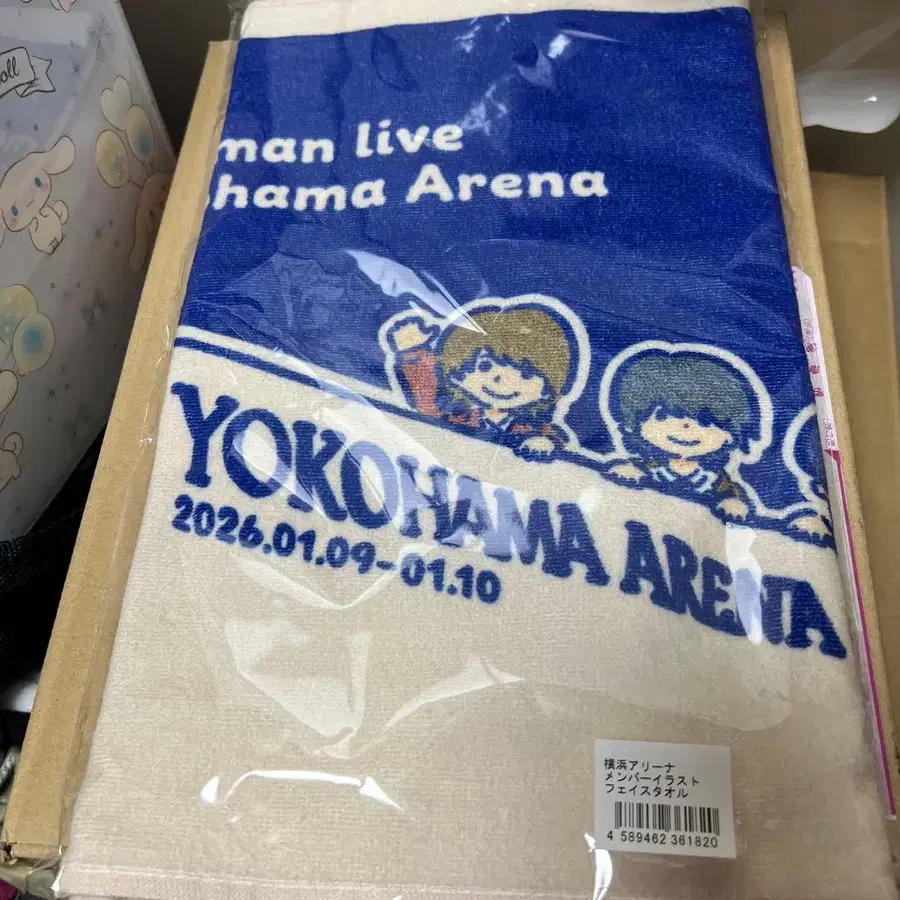 oll
man live
hama Arena
YOKOHAMA ARENA
2026.01.09-01.10
横浜アリーナ
メンバーイラスト
フェイスタオル
4 589462 361820